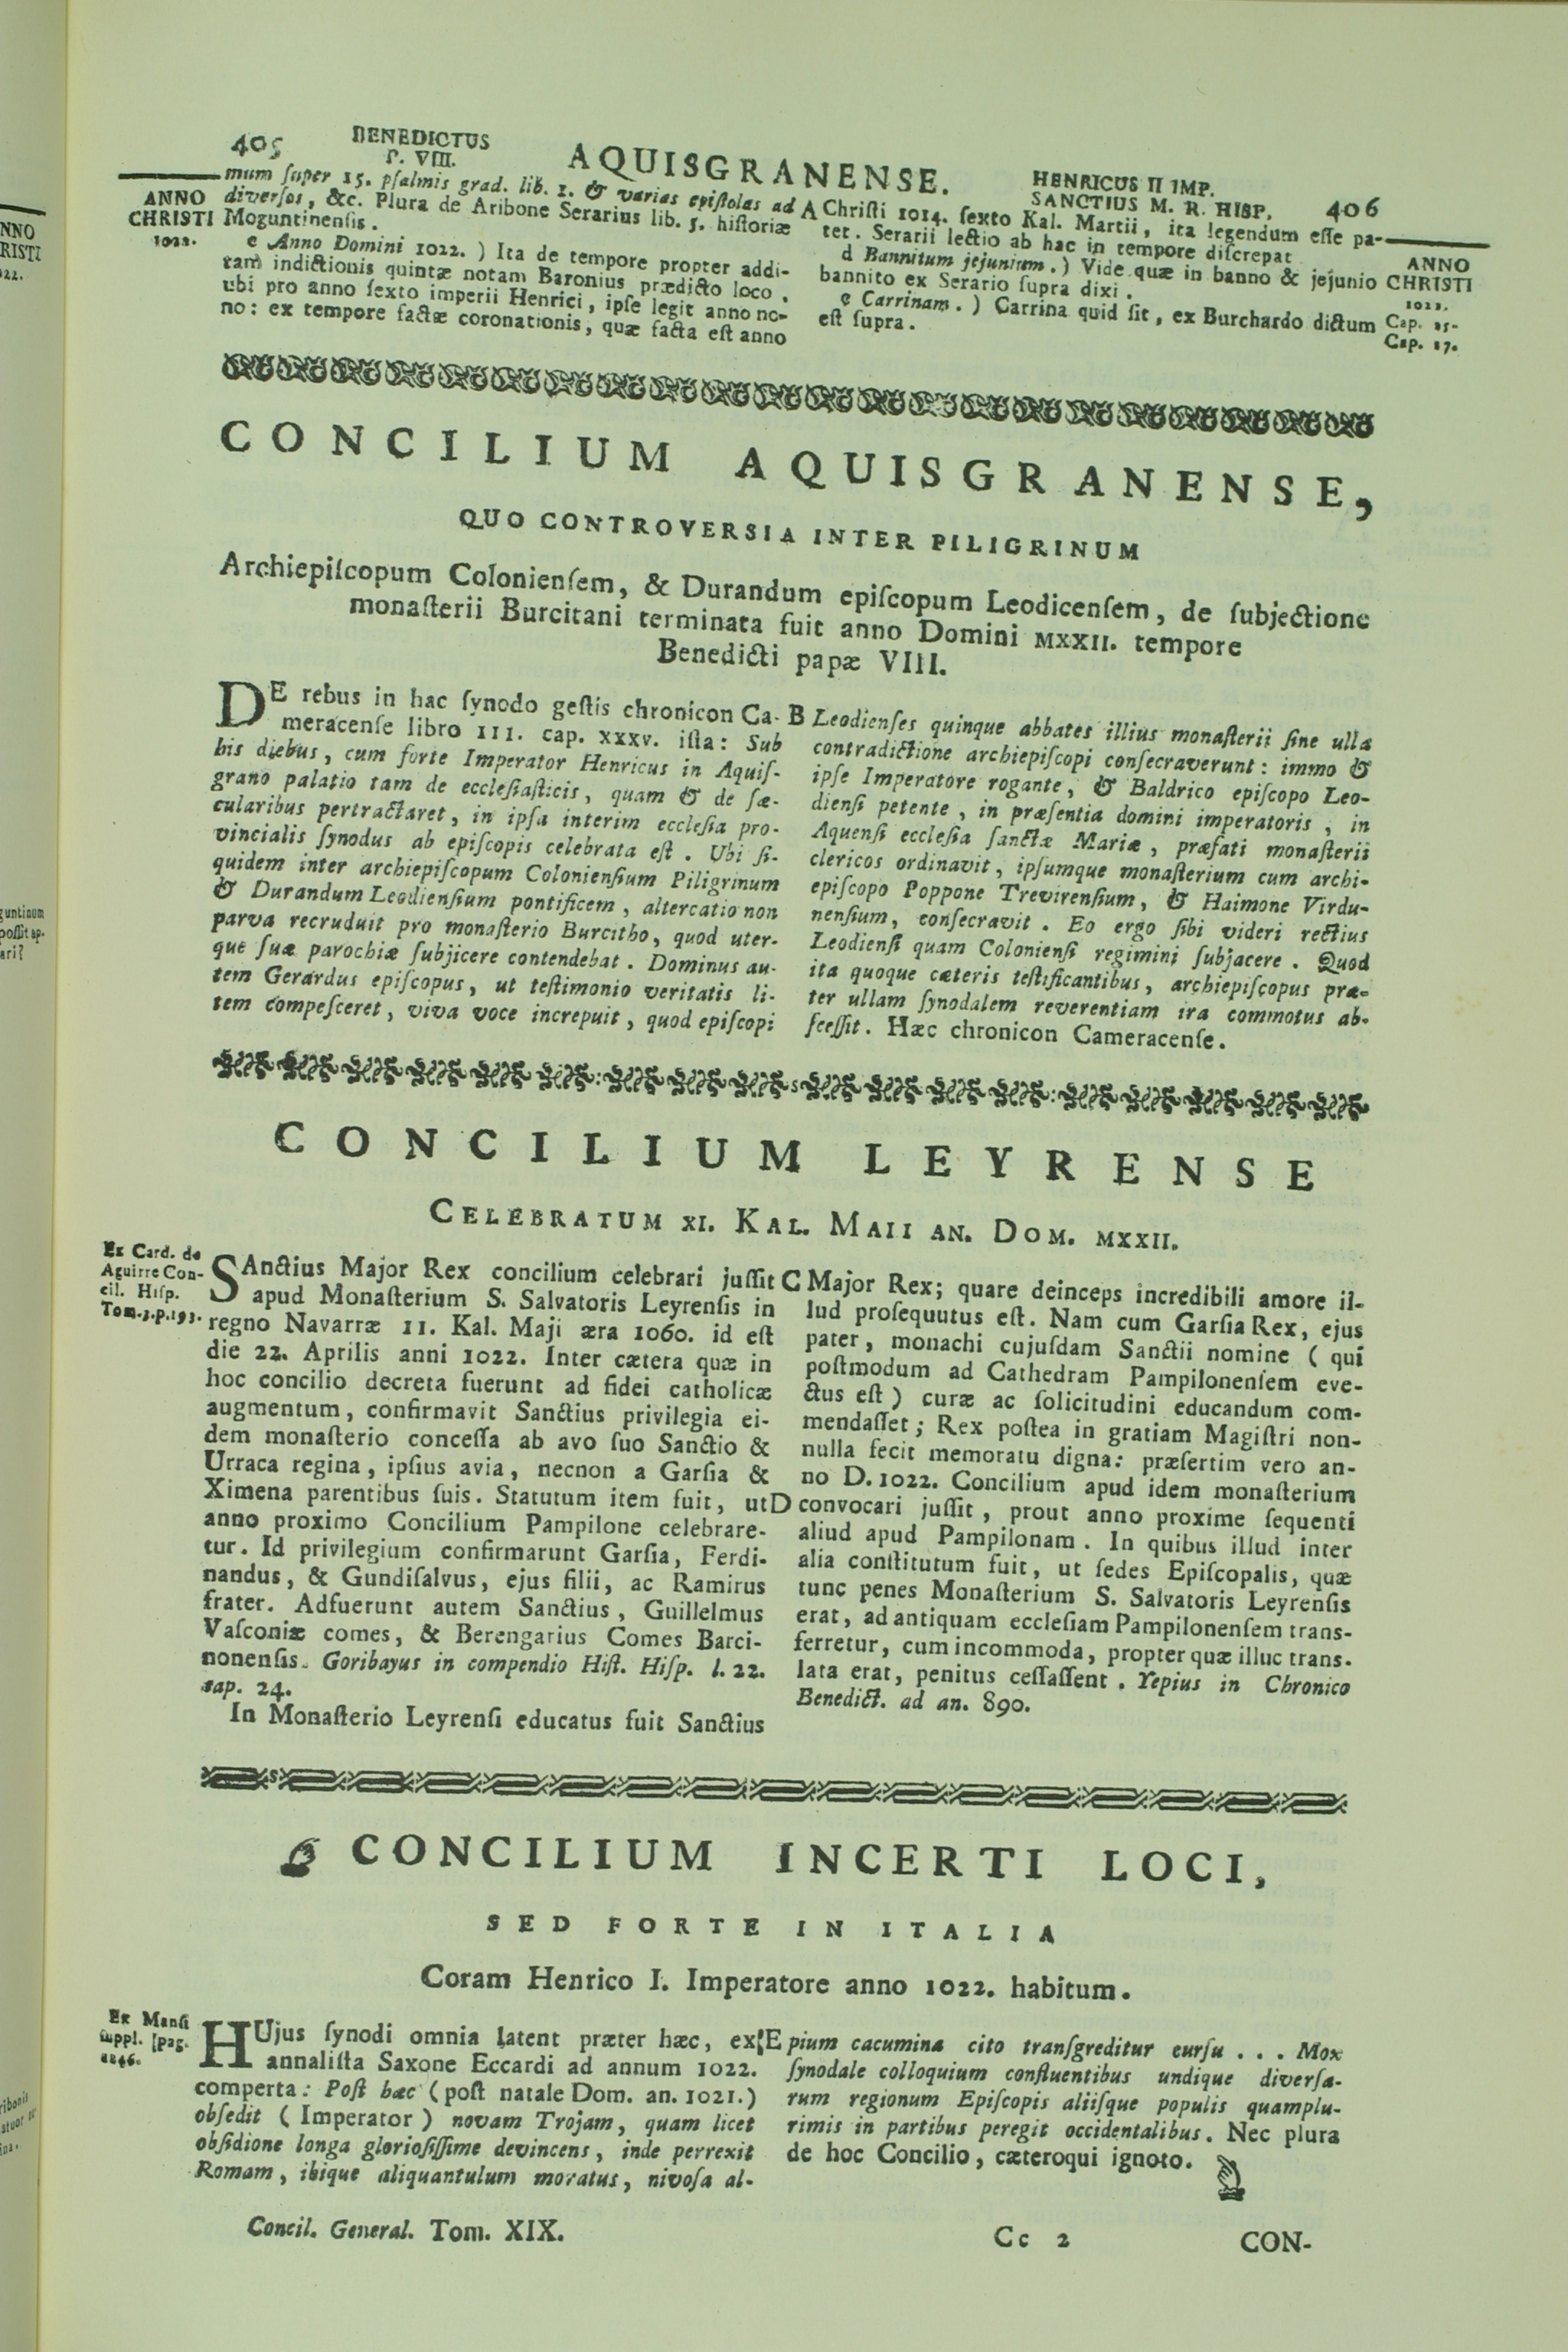 405
BENEDICTUS
P. VIII.
AQUISGRANENSE.
HENRICUS II IMP.
SANCTIUS M. R. HISP.
406
ANNO
CHRISTI
1022.
mum ſuper 15. pſalmis grad. lib. 1. & varias epiſtolas ad
diverſos, &c. Plura de Aribone Serarius lib. 5. hiſtoriæ
Moguntinenſis.
e Anno Domini 1022. ) Ita de tempore propter addi-
tam indictionis quintæ notam Baronius prædicto loco,
ubi pro anno ſexto imperii Henrici, ipſe legit anno no-
no: ex tempore factæ coronationis, quæ facta eſt anno
A Chriſti 1014. ſexto Kal. Martii, ita legendum eſſe pa-
tet. Serarii lectio ab hac in tempore diſcrepat
d Bannitum jejunium. ) Vide quæ in banno & jejunio
bannito ex Serario ſupra dixi.
e Carrinam. ) Carrina quid ſit, ex Burchardo dictum
eſt ſupra.
ANNO
CHRISTI
1022.
Cap. 15.
Cap. 17.
CONCILIUM AQUISGRANENSE,
QUO CONTROVERSIA INTER PILIGRINUM
Archiepiſcopum Colonienſem, & Durandum epiſcopum Leodicenſem, de ſubjectione
monaſterii Burcitani terminata fuit anno Domini MXXII. tempore
Benedicti papæ VIII.
DE rebus in hac ſynodo geſtis chronicon Ca-
meracenſe libro III. cap. XXXV. iſta: Sub
his diebus, cum forte Imperator Henricus in Aquiſ-
grano palatio tam de eccleſiaſticis, quam & de ſæ-
cularibus pertractaret, in ipſa interim eccleſia pro-
vincialis ſynodus ab epiſcopis celebrata eſt. Ubi ſi-
quidem inter archiepiſcopum Colonienſium Piligrinum
& Durandum Leodienſium pontificem, altercatio non
parva recruduit pro monaſterio Burcitho, quod uter-
que ſuæ parochiæ ſubjicere contendebat. Dominus au-
tem Gerardus epiſcopus, ut teſtimonio veritatis li-
tem compeſceret, viva voce increpuit, quod epiſcopi
B Leodienſes quinque abbates illius monaſterii ſine ulla
contradictione archiepiſcopi conſecraverunt: immo &
ipſe Imperatore rogante, & Baldrico epiſcopo Leo-
dienſi petente, in præſentia domini imperatoris, in
Aquenſi eccleſia ſanctæ Mariæ, præfati monaſterii
clericos ordinavit, ipſumque monaſterium cum archi-
epiſcopo Poppone Trevirenſium, & Haimone Virdu-
nenſium, conſecravit. Eo ergo ſibi videri rectius
Leodienſi quam Colonienſi regimini ſubjacere. Quod
ita quoque cæteris teſtificantibus, archiepiſcopus præ-
ter ullam ſynodalem reverentiam ira commotus ab-
ſceſſit. Hæc chronicon Cameracenſe.
CONCILIUM LEYRENSE
CELEBRATUM XI. KAL. MAII AN. DOM. MXXII.
Ex Card. de
Aguirre Con-
cil. Hiſp.
Tom.3.p.193.
SAnctius Major Rex concilium celebrari juſſit
apud Monaſterium S. Salvatoris Leyrenſis in
regno Navarræ 11. Kal. Maji æra 1060. id eſt
die 22. Aprilis anni 1022. Inter cætera quæ in
hoc concilio decreta fuerunt ad fidei catholicæ
augmentum, confirmavit Sanctius privilegia ei-
dem monaſterio conceſſa ab avo ſuo Sanctio &
Urraca regina, ipſius avia, necnon a Garſia &
Ximena parentibus ſuis. Statutum item fuit, ut
anno proximo Concilium Pampilone celebrare-
tur. Id privilegium confirmarunt Garſia, Ferdi-
nandus, & Gundiſalvus, ejus filii, ac Ramirus
frater. Adfuerunt autem Sanctius, Guillelmus
Vaſconiæ comes, & Berengarius Comes Barci-
nonenſis. Goribayus in compendio Hiſt. Hiſp. l. 22.
cap. 24.
In Monaſterio Leyrenſi educatus fuit Sanctius
C Major Rex; quare deinceps incredibili amore il-
lud proſequutus eſt. Nam cum Garſia Rex, ejus
pater, monachi cujuſdam Sanctii nomine ( qui
poſtmodum ad Cathedram Pampilonenſem eve-
ctus eſt ) curæ ac ſolicitudini educandum com-
mendaſſet; Rex poſtea in gratiam Magiſtri non-
nulla fecit memoratu digna: præſertim vero an-
no D. 1022. Concilium apud idem monaſterium
D convocari juſſit, prout anno proxime ſequenti
aliud apud Pampilonam. In quibus illud inter
alia conſtitutum fuit, ut ſedes Epiſcopalis, quæ
tunc penes Monaſterium S. Salvatoris Leyrenſis
erat, ad antiquam eccleſiam Pampilonenſem trans-
ferretur, cum incommoda, propter quæ illuc trans-
lata erat, penitus ceſſaſſent. Yepius in Chronico
Benedict. ad an. 890.
CONCILIUM INCERTI LOCI,
SED FORTE IN ITALIA
Coram Henrico I. Imperatore anno 1022. habitum.
Ex Manſi
ſuppl. [pag.
1246.
HUjus ſynodi omnia latent præter hæc, ex
annaliſta Saxone Eccardi ad annum 1022.
comperta: Poſt hæc (poſt natale Dom. an. 1021.)
obſedit ( Imperator ) novam Trojam, quam licet
obſidione longa glorioſiſſime devincens, inde perrexit
Romam, ibique aliquantulum moratus, nivoſa al-
E pium cacumina cito tranſgreditur curſu . . . Mox
ſynodale colloquium confluentibus undique diverſa-
rum regionum Epiſcopis aliiſque populis quamplu-
rimis in partibus peregit occidentalibus. Nec plura
de hoc Concilio, cæteroqui ignoto.
Concil. General. Tom. XIX.
Cc 2
CON-